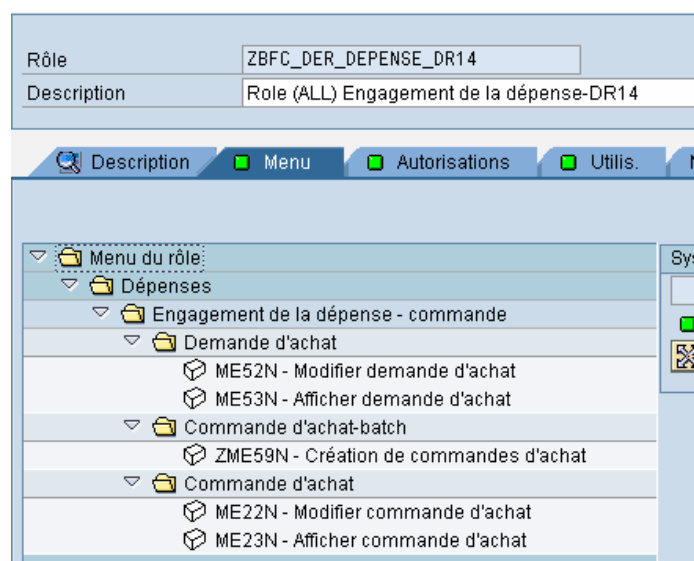 Rôle ZBFC_DER_DEPENSE_DR14
Description Role (ALL) Engagement de la dépense-DR14
Description Menu Autorisations Utilis.
Menu du rôle
Dépenses
Engagement de la dépense - commande
Demande d'achat
ME52N - Modifier demande d'achat
ME53N - Afficher demande d'achat
Commande d'achat-batch
ZME59N - Création de commandes d'achat
Commande d'achat
ME22N - Modifier commande d'achat
ME23N - Afficher commande d'achat